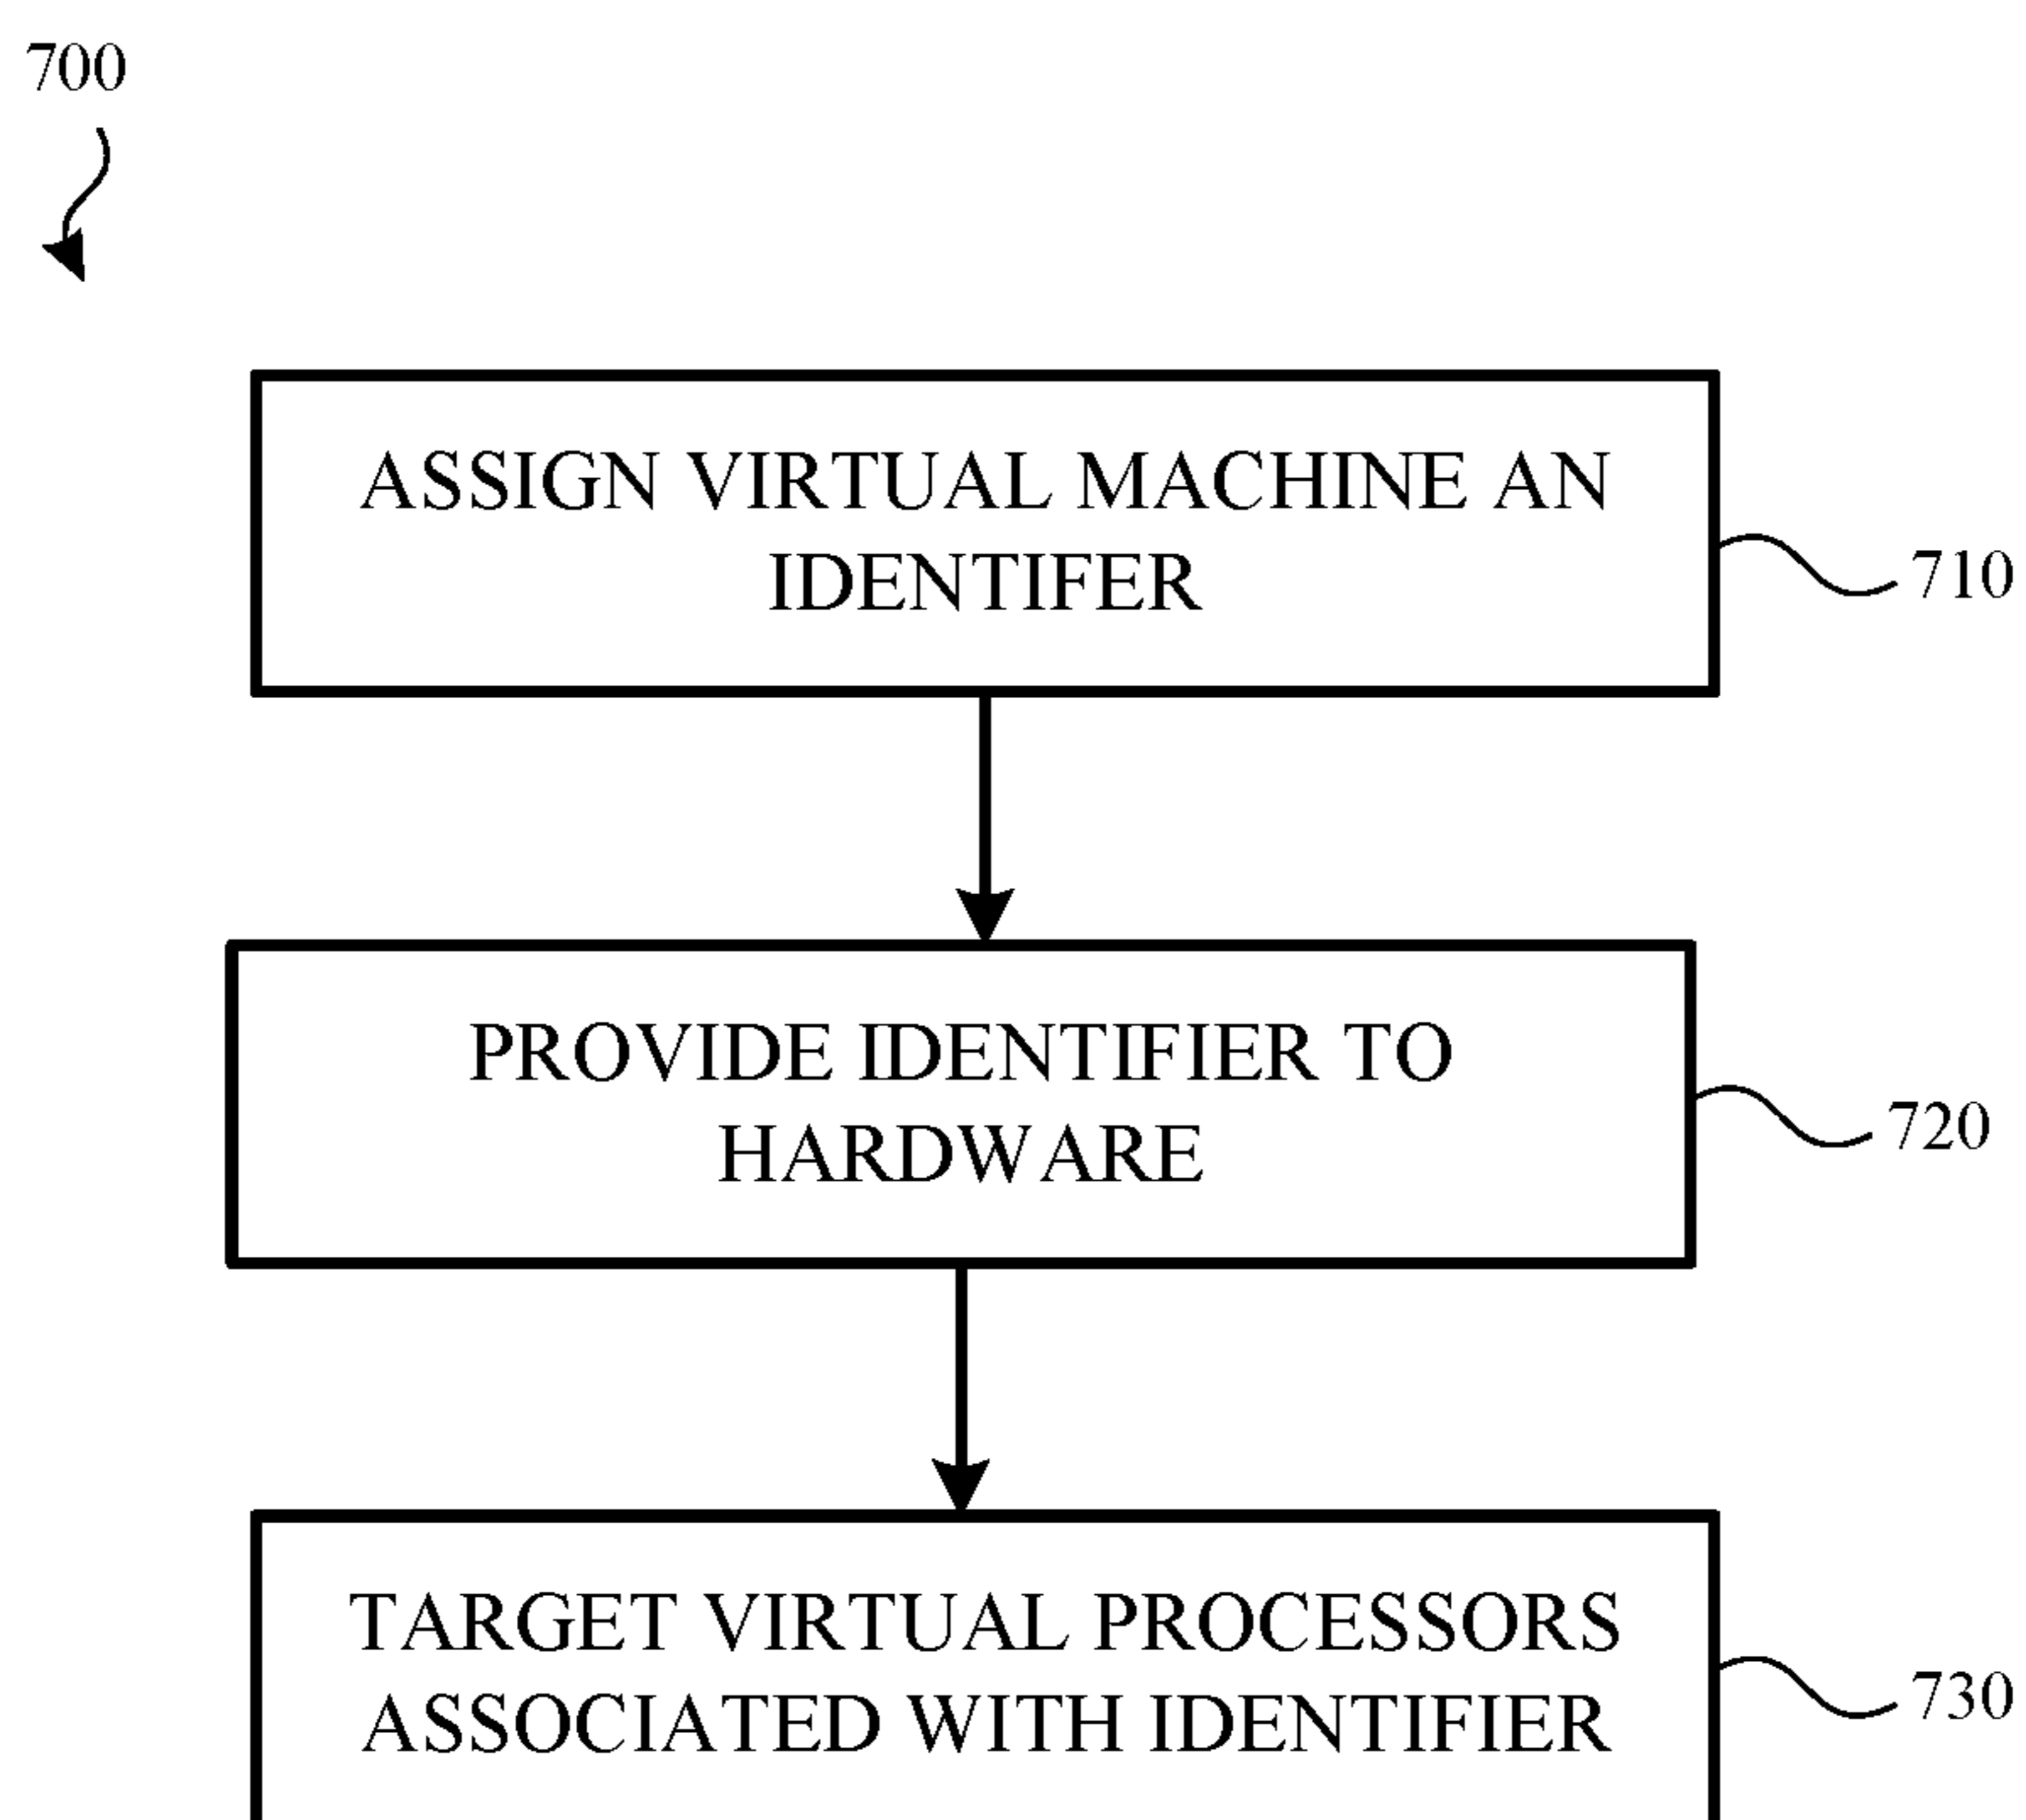 700
ASSIGN VIRTUAL MACHINE AN
IDENTIFER
710
PROVIDE IDENTIFIER TO
HARDWARE
720
TARGET VIRTUAL PROCESSORS
ASSOCIATED WITH IDENTIFIER
730